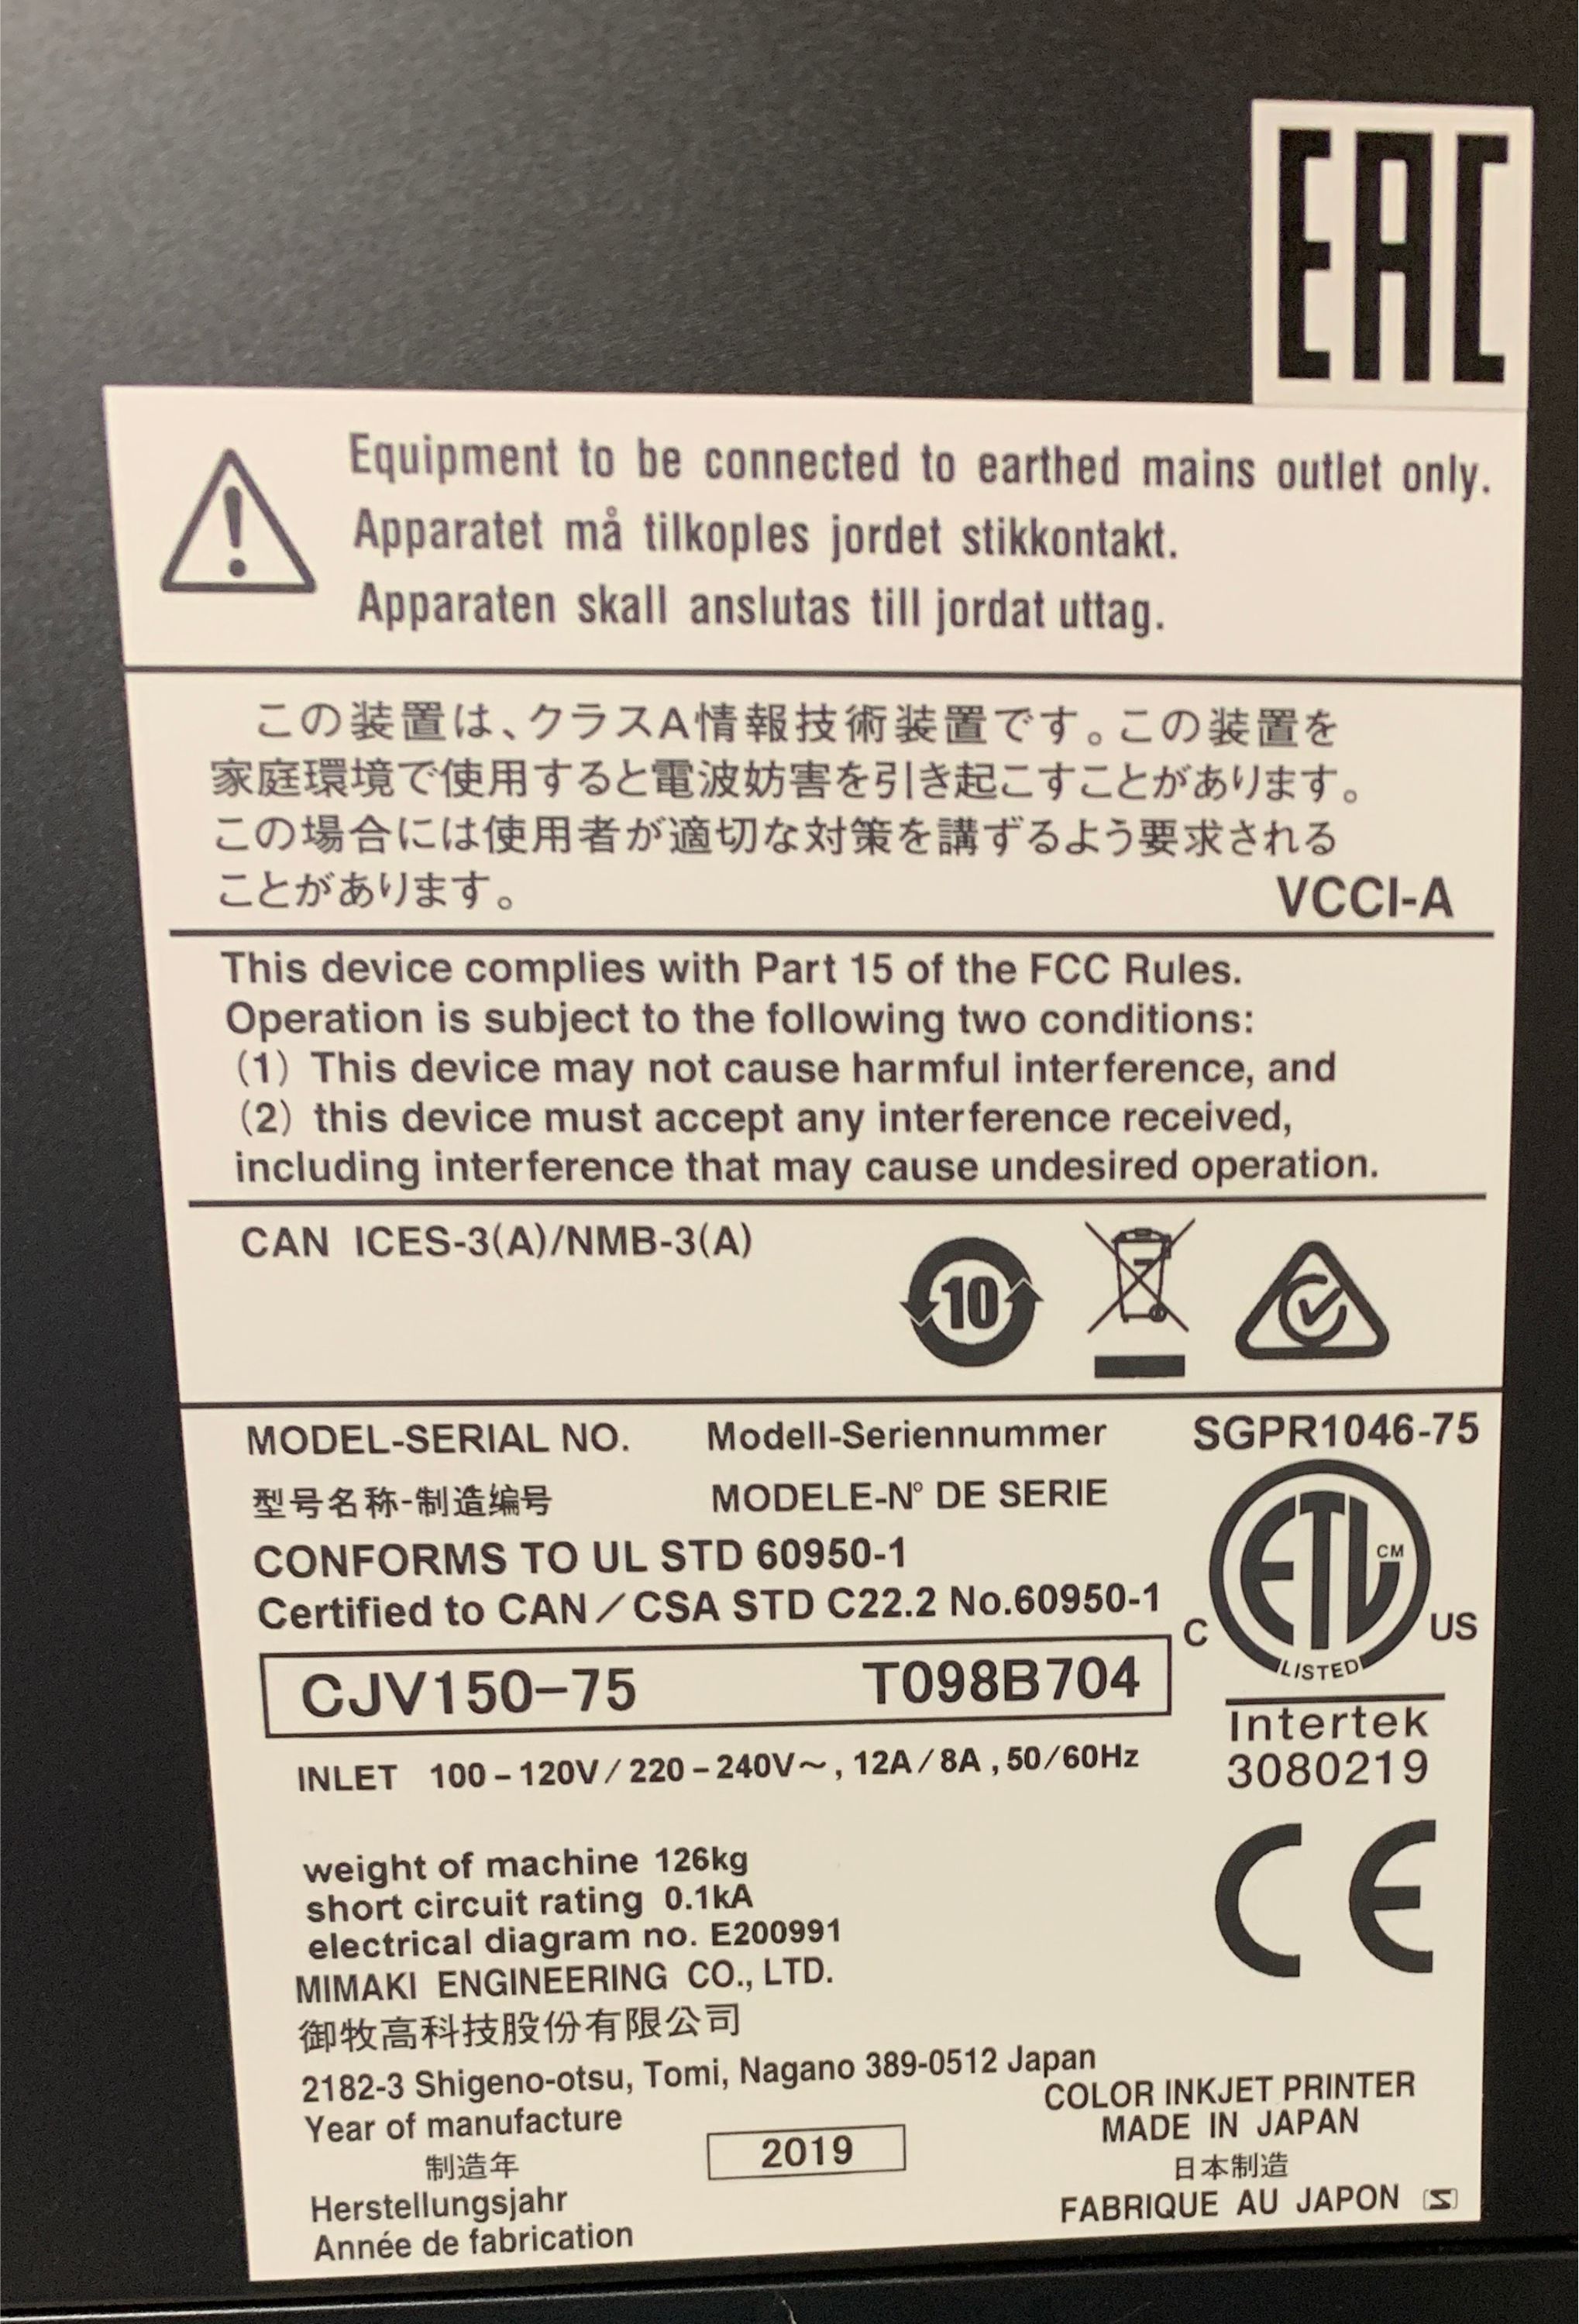 EAC
Equipment to be connected to earthed mains outlet only.
Apparatet må tilkoples jordet stikkontakt.
Apparaten skall anslutas till jordat uttag.
この装置は、クラスA情報技術装置です。この装置を
家庭環境で使用すると電波妨害を引き起こすことがあります。
この場合には使用者が適切な対策を講ずるよう要求される
ことがあります。
VCCI-A
This device complies with Part 15 of the FCC Rules.
Operation is subject to the following two conditions:
(1) This device may not cause harmful interference, and
(2) this device must accept any interference received,
including interference that may cause undesired operation.
CAN ICES-3(A)/NMB-3(A)
10
MODEL-SERIAL NO. Modell-Seriennummer SGPR1046-75
型号名称-制造编号 MODELE-N° DE SERIE
CONFORMS TO UL STD 60950-1
Certified to CAN/CSA STD C22.2 No.60950-1
ETL CM
C US
LISTED
CJV150-75 T098B704
Intertek
3080219
INLET 100-120V/220-240V~, 12A/8A, 50/60Hz
CE
weight of machine 126kg
short circuit rating 0.1kA
electrical diagram no. E200991
MIMAKI ENGINEERING CO., LTD.
御牧高科技股份有限公司
2182-3 Shigeno-otsu, Tomi, Nagano 389-0512 Japan
Year of manufacture
制造年
Herstellungsjahr
Année de fabrication
2019
COLOR INKJET PRINTER
MADE IN JAPAN
日本制造
FABRIQUE AU JAPON S